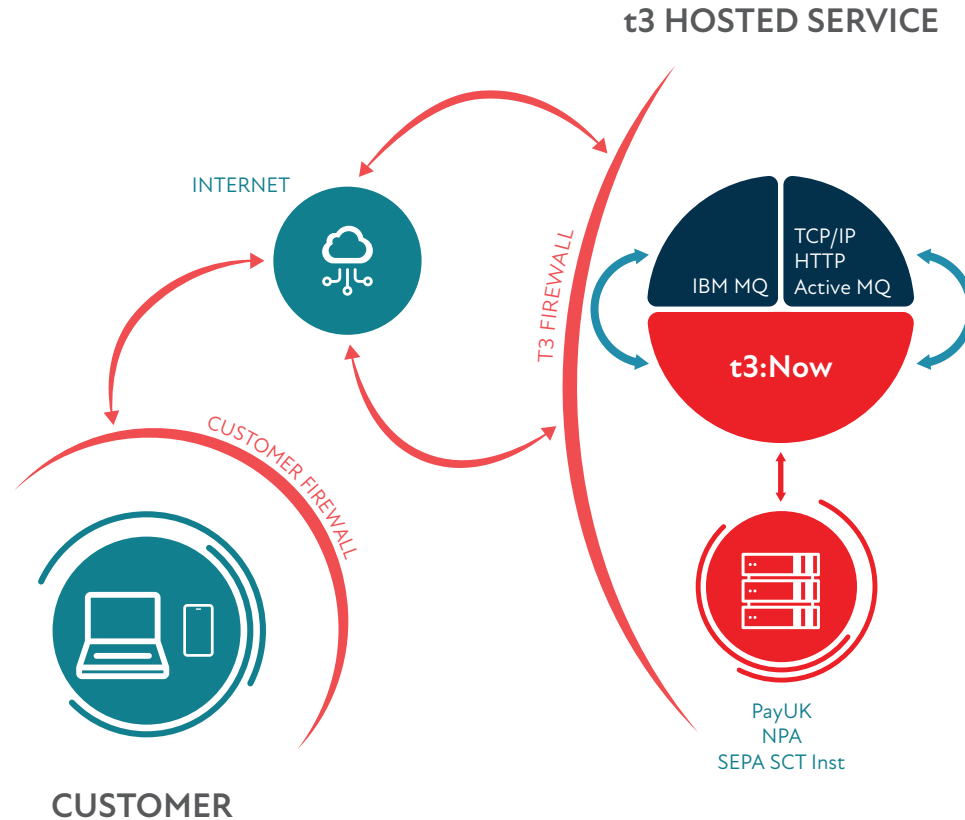 t3 HOSTED SERVICE
INTERNET
T3 FIREWALL
IBM MQ
TCP/IP
HTTP
Active MQ
t3:Now
CUSTOMER FIREWALL
PayUK
NPA
SEPA SCT Inst
CUSTOMER